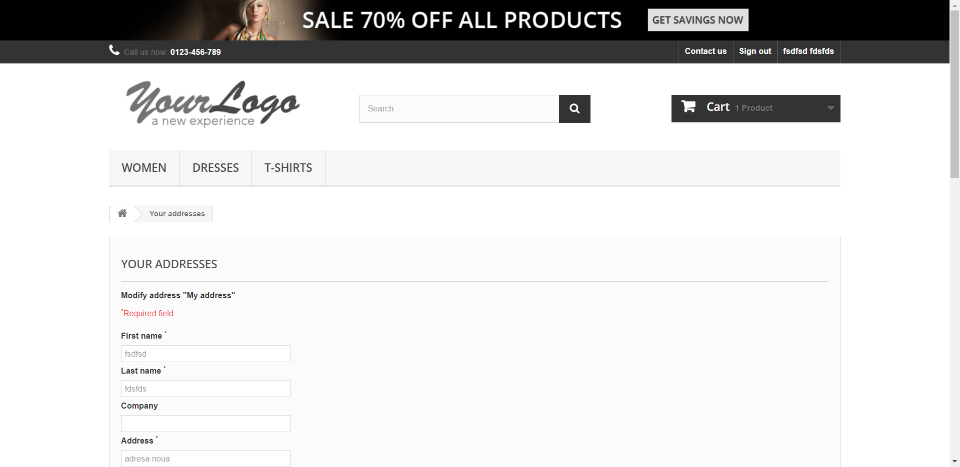 SALE 70% OFF ALL PRODUCTS GET SAVINGS NOW
Call us now: 0123-456-789 Contact us Sign out fsdfsd fdsfds
YourLogo
a new experience
Search
Cart 1 Product
WOMEN DRESSES T-SHIRTS
Your addresses
YOUR ADDRESSES
Modify address "My address"
*Required field
First name *
fsdfsd
Last name *
fdsfds
Company
Address *
adresa noua